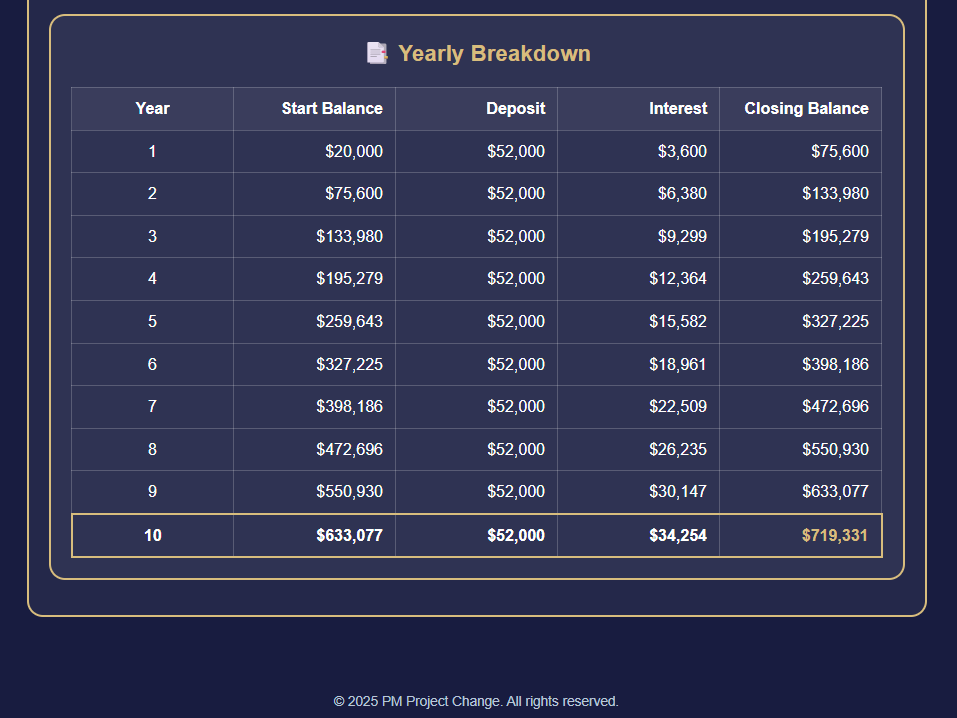 Yearly Breakdown
Year Start Balance Deposit Interest Closing Balance
1 $20,000 $52,000 $3,600 $75,600
2 $75,600 $52,000 $6,380 $133,980
3 $133,980 $52,000 $9,299 $195,279
4 $195,279 $52,000 $12,364 $259,643
5 $259,643 $52,000 $15,582 $327,225
6 $327,225 $52,000 $18,961 $398,186
7 $398,186 $52,000 $22,509 $472,696
8 $472,696 $52,000 $26,235 $550,930
9 $550,930 $52,000 $30,147 $633,077
10 $633,077 $52,000 $34,254 $719,331
© 2025 PM Project Change. All rights reserved.